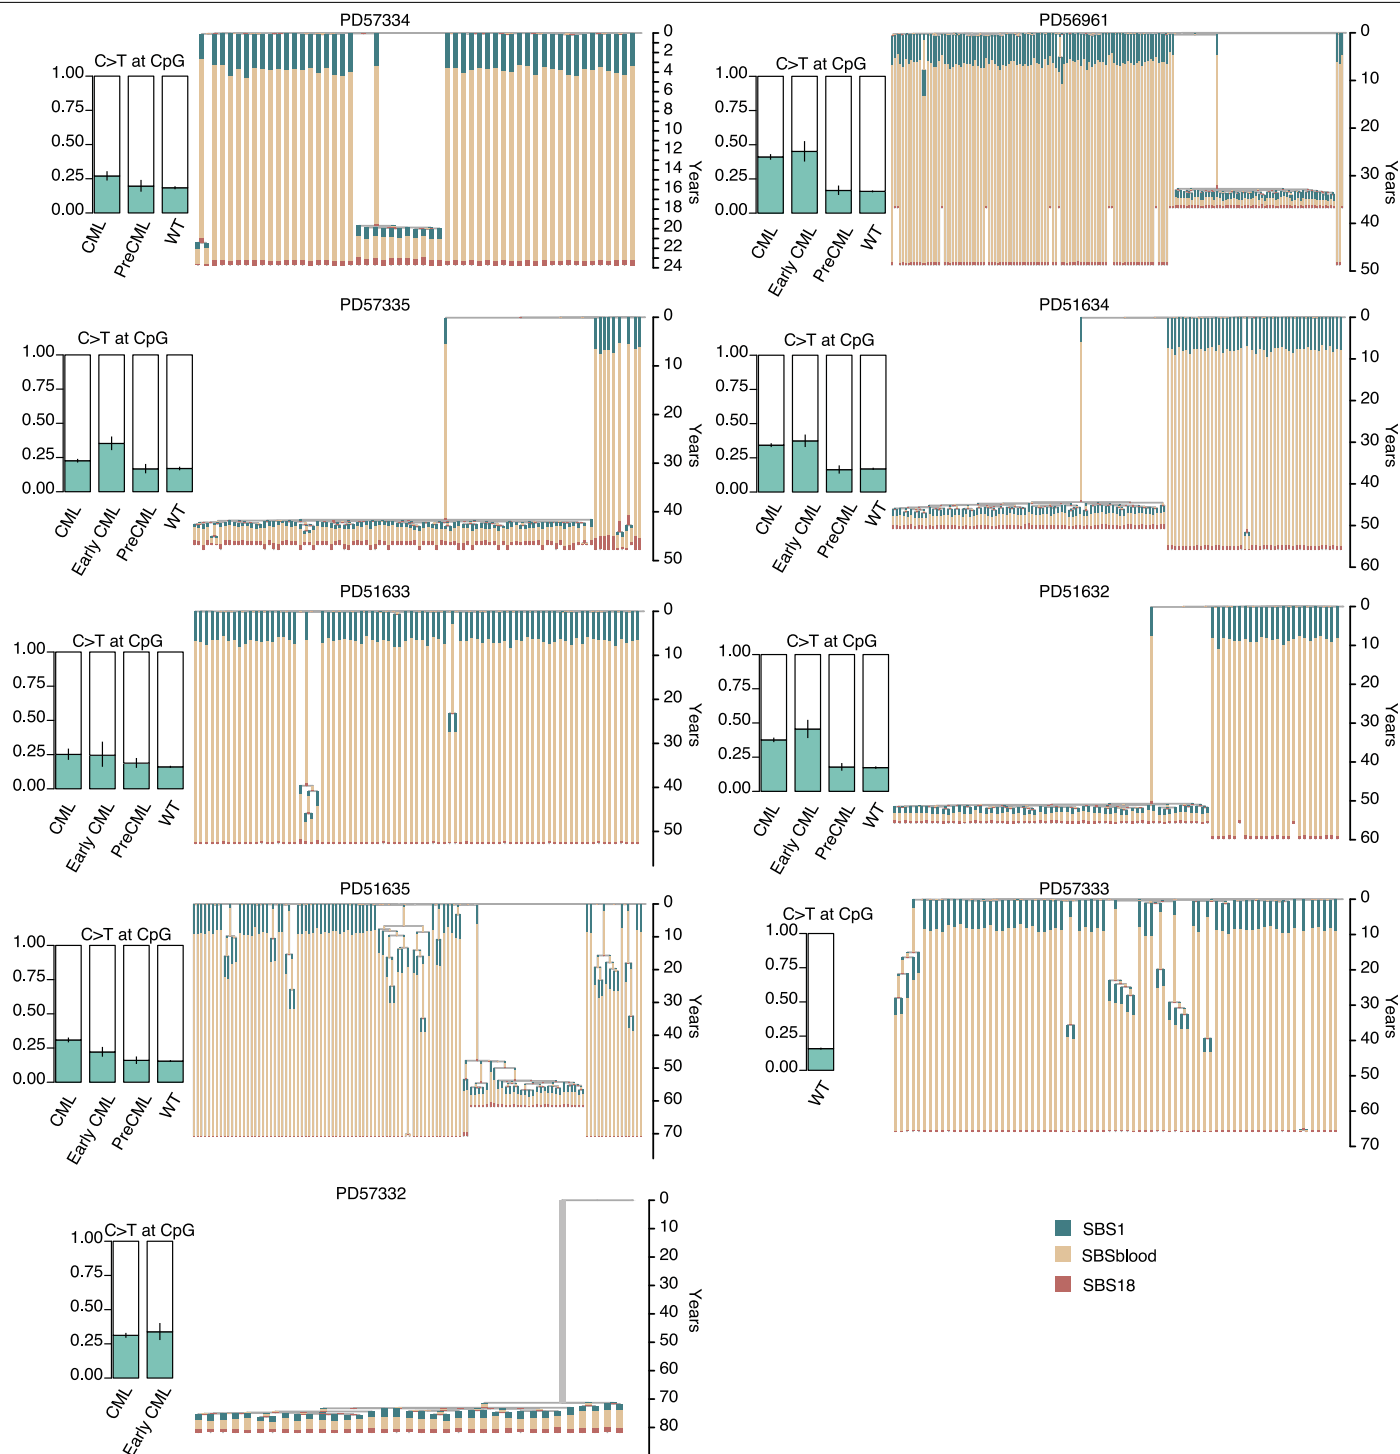 PD57334
C>T at CpG
1.00
0.75
0.50
0.25
0.00
CML
PreCML
WT
0
2
4
6
8
10
12
14
16
18
20
22
24
Years
PD56961
C>T at CpG
1.00
0.75
0.50
0.25
0.00
CML
Early CML
PreCML
WT
0
10
20
30
40
50
Years
PD57335
C>T at CpG
1.00
0.75
0.50
0.25
0.00
CML
Early CML
PreCML
WT
0
10
20
30
40
50
Years
PD51634
C>T at CpG
1.00
0.75
0.50
0.25
0.00
CML
Early CML
PreCML
WT
0
10
20
30
40
50
60
Years
PD51633
C>T at CpG
1.00
0.75
0.50
0.25
0.00
CML
Early CML
PreCML
WT
0
10
20
30
40
50
Years
PD51632
C>T at CpG
1.00
0.75
0.50
0.25
0.00
CML
Early CML
PreCML
WT
0
10
20
30
40
50
60
Years
PD51635
C>T at CpG
1.00
0.75
0.50
0.25
0.00
CML
Early CML
PreCML
WT
0
10
20
30
40
50
60
70
Years
PD57333
C>T at CpG
1.00
0.75
0.50
0.25
0.00
WT
0
10
20
30
40
50
60
70
Years
PD57332
C>T at CpG
1.00
0.75
0.50
0.25
0.00
CML
Early CML
0
10
20
30
40
50
60
70
80
Years
SBS1
SBSblood
SBS18